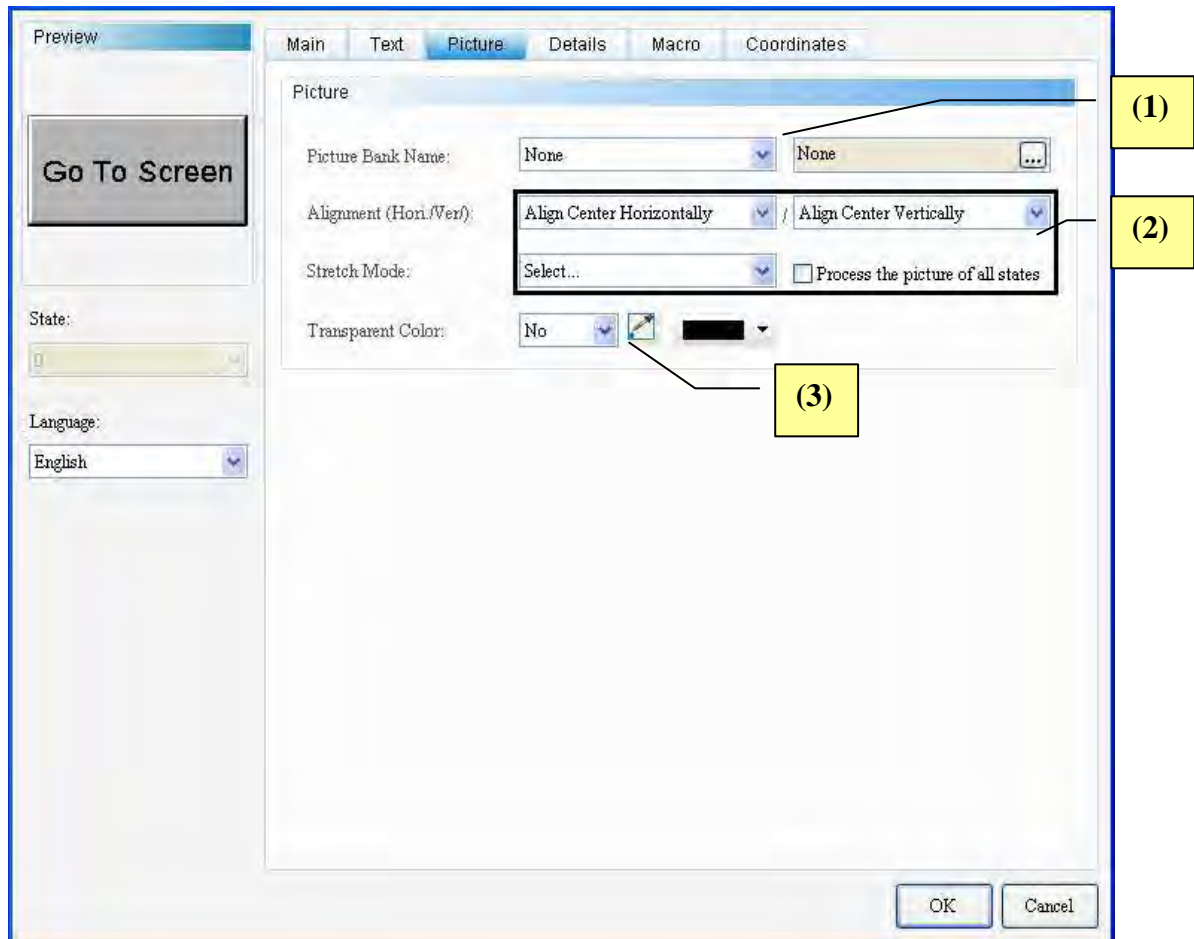 Preview
Main Text Picture Details Macro Coordinates
Picture
(1)
Go To Screen
Picture Bank Name: None None ...
Alignment (Hori./Ver/): Align Center Horizontally / Align Center Vertically
(2)
Stretch Mode: Select... Process the picture of all states
State:
0
Transparent Color: No
(3)
Language:
English
OK Cancel